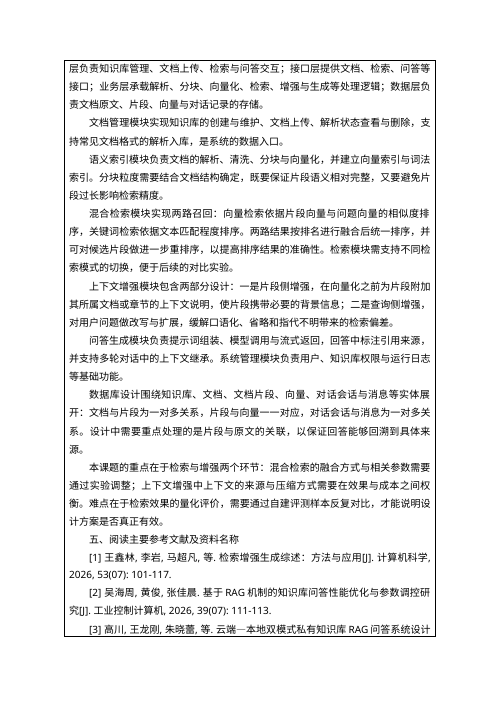 层负责知识库管理、文档上传、检索与问答交互；接口层提供文档、检索、问答等
接口；业务层承载解析、分块、向量化、检索、增强与生成等处理逻辑；数据层负
责文档原文、片段、向量与对话记录的存储。
文档管理模块实现知识库的创建与维护、文档上传、解析状态查看与删除，支
持常见文档格式的解析入库，是系统的数据入口。
语义索引模块负责文档的解析、清洗、分块与向量化，并建立向量索引与词法
索引。分块粒度需要结合文档结构确定，既要保证片段语义相对完整，又要避免片
段过长影响检索精度。
混合检索模块实现两路召回：向量检索依据片段向量与问题向量的相似度排
序，关键词检索依据文本匹配程度排序。两路结果按排名进行融合后统一排序，并
可对候选片段做进一步重排序，以提高排序结果的准确性。检索模块需支持不同检
索模式的切换，便于后续的对比实验。
上下文增强模块包含两部分设计：一是片段侧增强，在向量化之前为片段附加
其所属文档或章节的上下文说明，使片段携带必要的背景信息；二是查询侧增强，
对用户问题做改写与扩展，缓解口语化、省略和指代不明带来的检索偏差。
问答生成模块负责提示词组装、模型调用与流式返回，回答中标注引用来源，
并支持多轮对话中的上下文继承。系统管理模块负责用户、知识库权限与运行日志
等基础功能。
数据库设计围绕知识库、文档、文档片段、向量、对话会话与消息等实体展
开：文档与片段为一对多关系，片段与向量一一对应，对话会话与消息为一对多关
系。设计中需要重点处理的是片段与原文的关联，以保证回答能够回溯到具体来
源。
本课题的重点在于检索与增强两个环节：混合检索的融合方式与相关参数需要
通过实验调整；上下文增强中上下文的来源与压缩方式需要在效果与成本之间权
衡。难点在于检索效果的量化评价，需要通过自建评测样本反复对比，才能说明设
计方案是否真正有效。
五、阅读主要参考文献及资料名称
[1] 王鑫林, 李岩, 马超凡, 等. 检索增强生成综述：方法与应用[J]. 计算机科学,
2026, 53(07): 101-117.
[2] 吴海周, 黄俊, 张佳晨. 基于 RAG 机制的知识库问答性能优化与参数调控研
究[J]. 工业控制计算机, 2026, 39(07): 111-113.
[3] 高川, 王龙刚, 朱晓蕾, 等. 云端—本地双模式私有知识库 RAG 问答系统设计